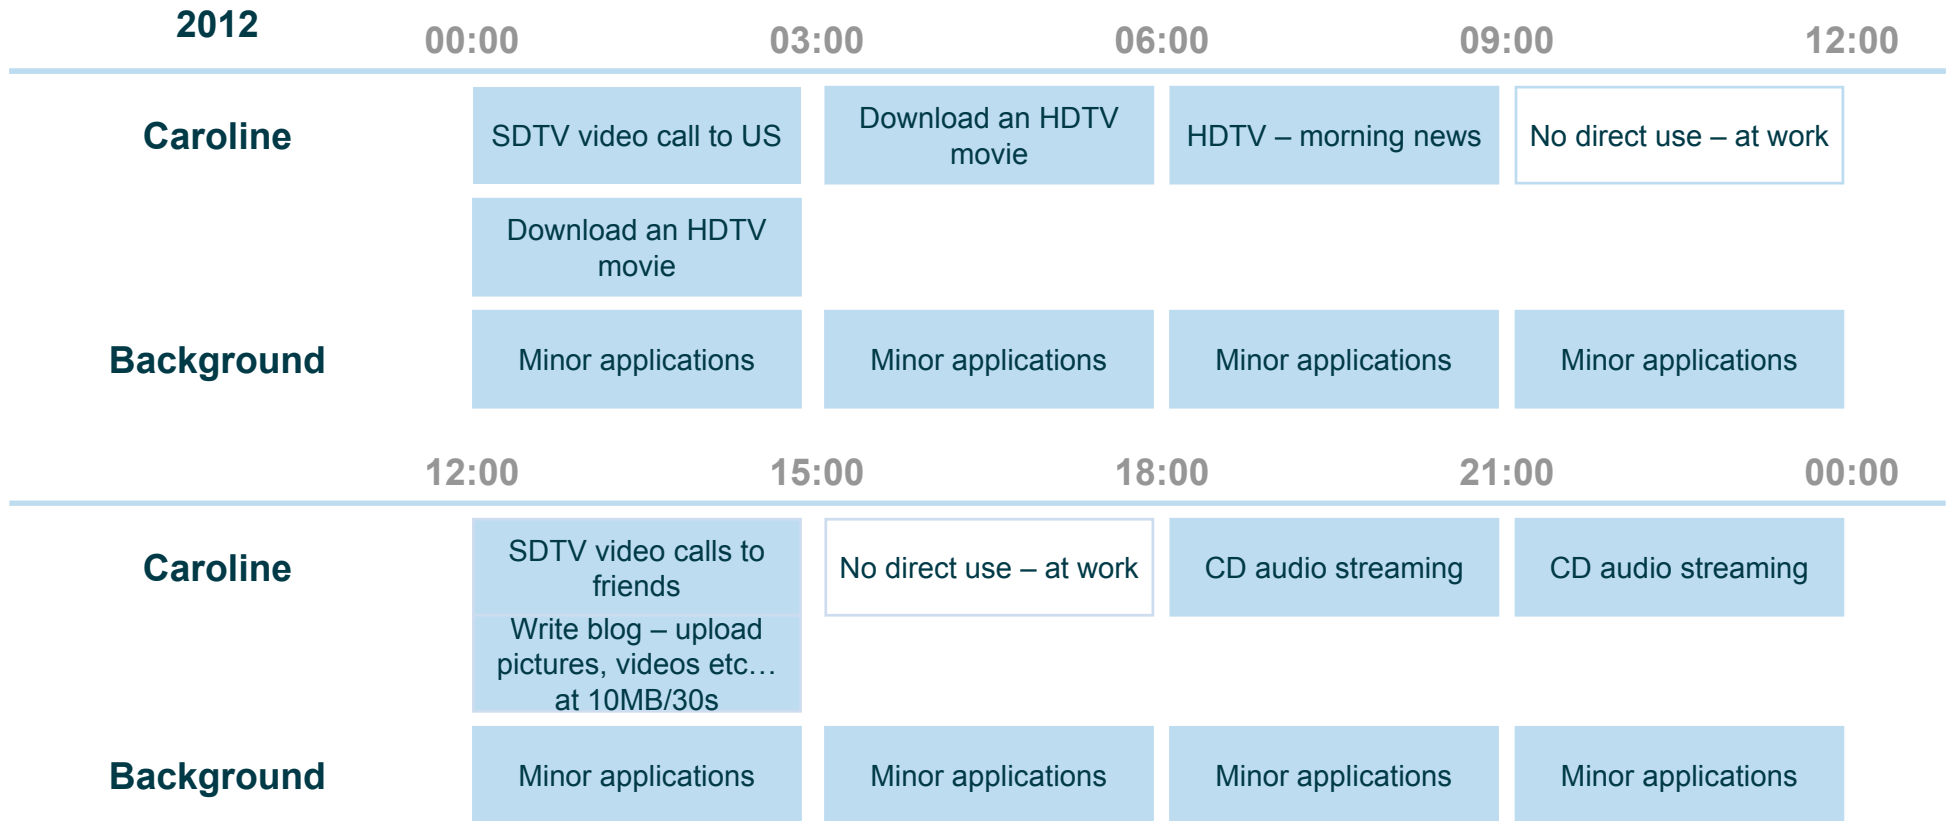 2012
00:00 03:00 06:00 09:00 12:00
Caroline
SDTV video call to US
Download an HDTV
movie
HDTV – morning news
No direct use – at work
Download an HDTV
movie
Background
Minor applications
Minor applications
Minor applications
Minor applications
12:00 15:00 18:00 21:00 00:00
Caroline
SDTV video calls to
friends
No direct use – at work
CD audio streaming
CD audio streaming
Write blog – upload
pictures, videos etc…
at 10MB/30s
Background
Minor applications
Minor applications
Minor applications
Minor applications